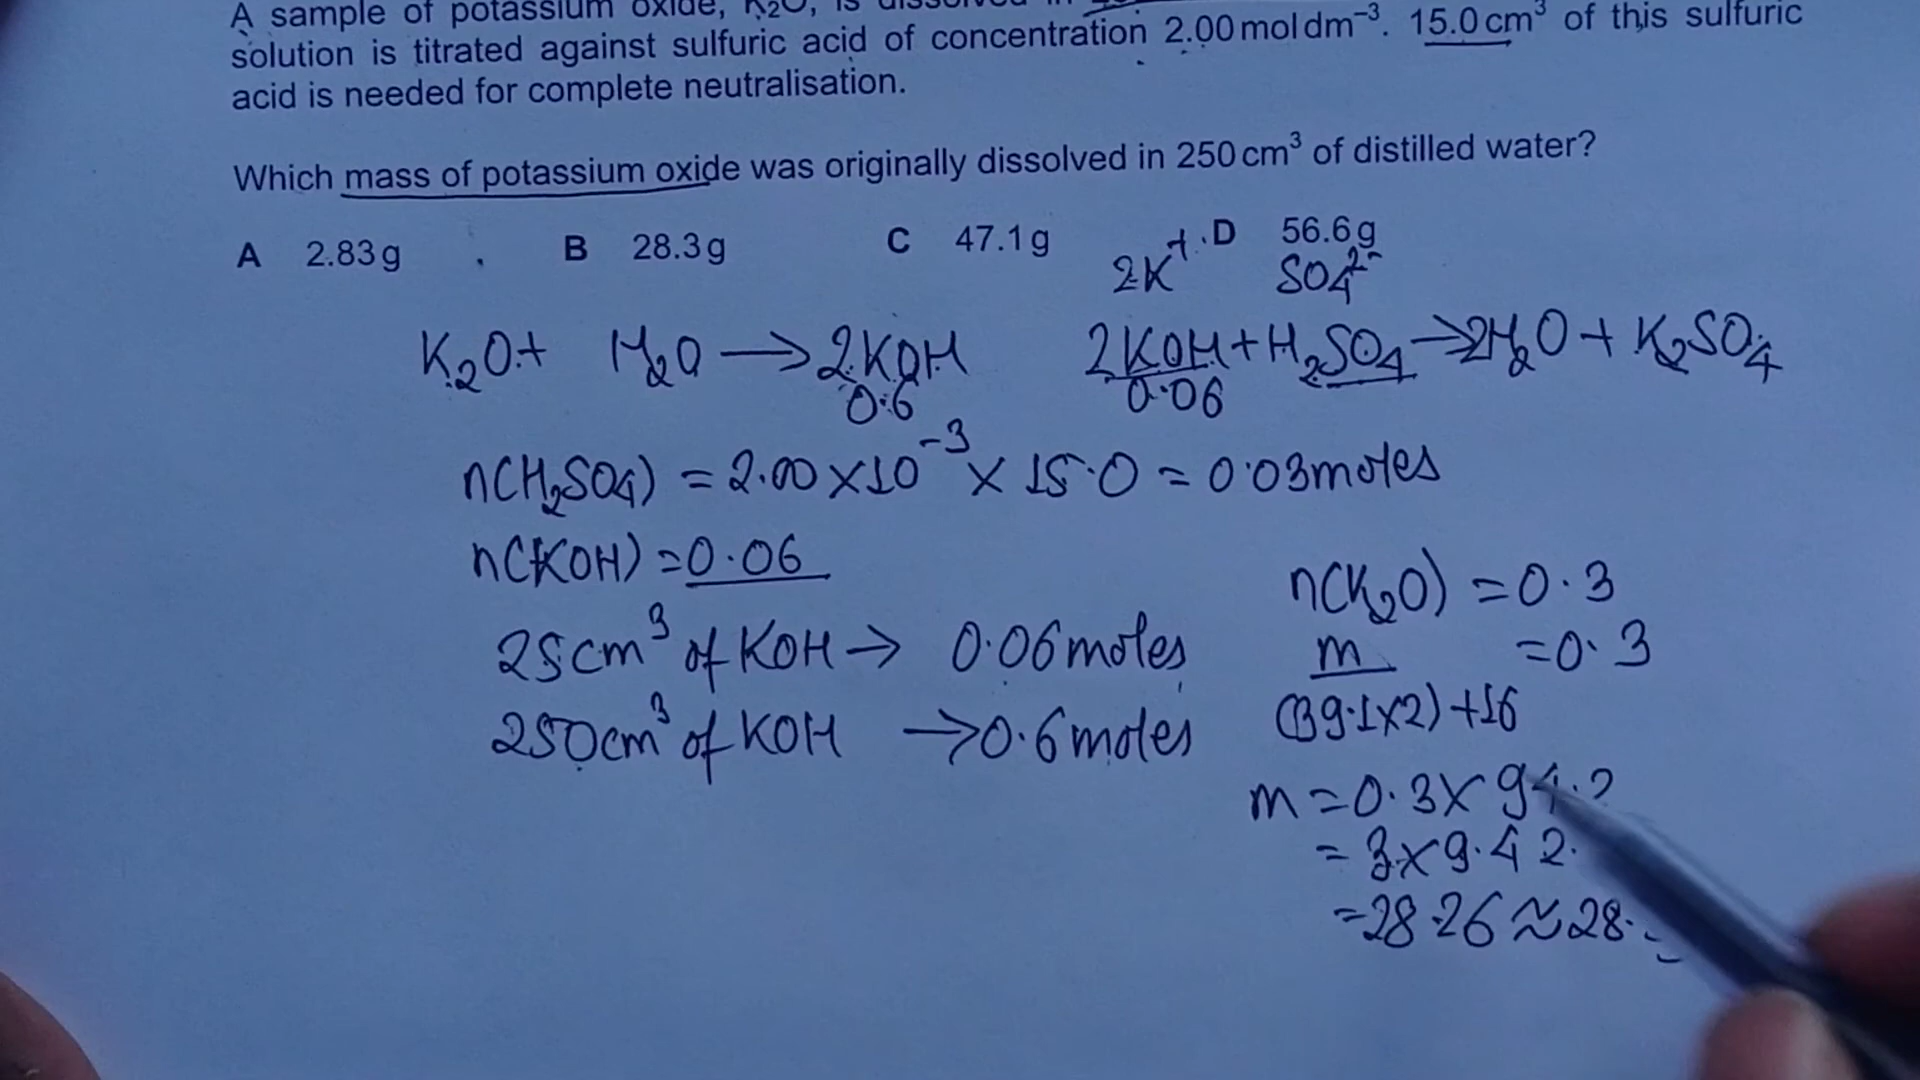 A sample of potassium oxide, K₂O, is dissolved in
solution is titrated against sulfuric acid of concentration 2.00 mol dm⁻³. 15.0 cm³ of this sulfuric
acid is needed for complete neutralisation.
Which mass of potassium oxide was originally dissolved in 250 cm³ of distilled water?
A 2.83 g B 28.3 g C 47.1 g D 56.6 g
2K⁺ SO₄²⁻
K₂O + H₂O → 2KOH 2KOH + H₂SO₄ → 2H₂O + K₂SO₄
0.6 0.06
n(H₂SO₄) = 2.00 × 10⁻³ × 15.0 = 0.03 moles
n(KOH) = 0.06
25 cm³ of KOH → 0.06 moles
250 cm³ of KOH → 0.6 moles
n(K₂O) = 0.3
m = 0.3
(39.1×2) + 16
m = 0.3 × 94.2
= 3 × 9.42
= 28.26 ≈ 28.